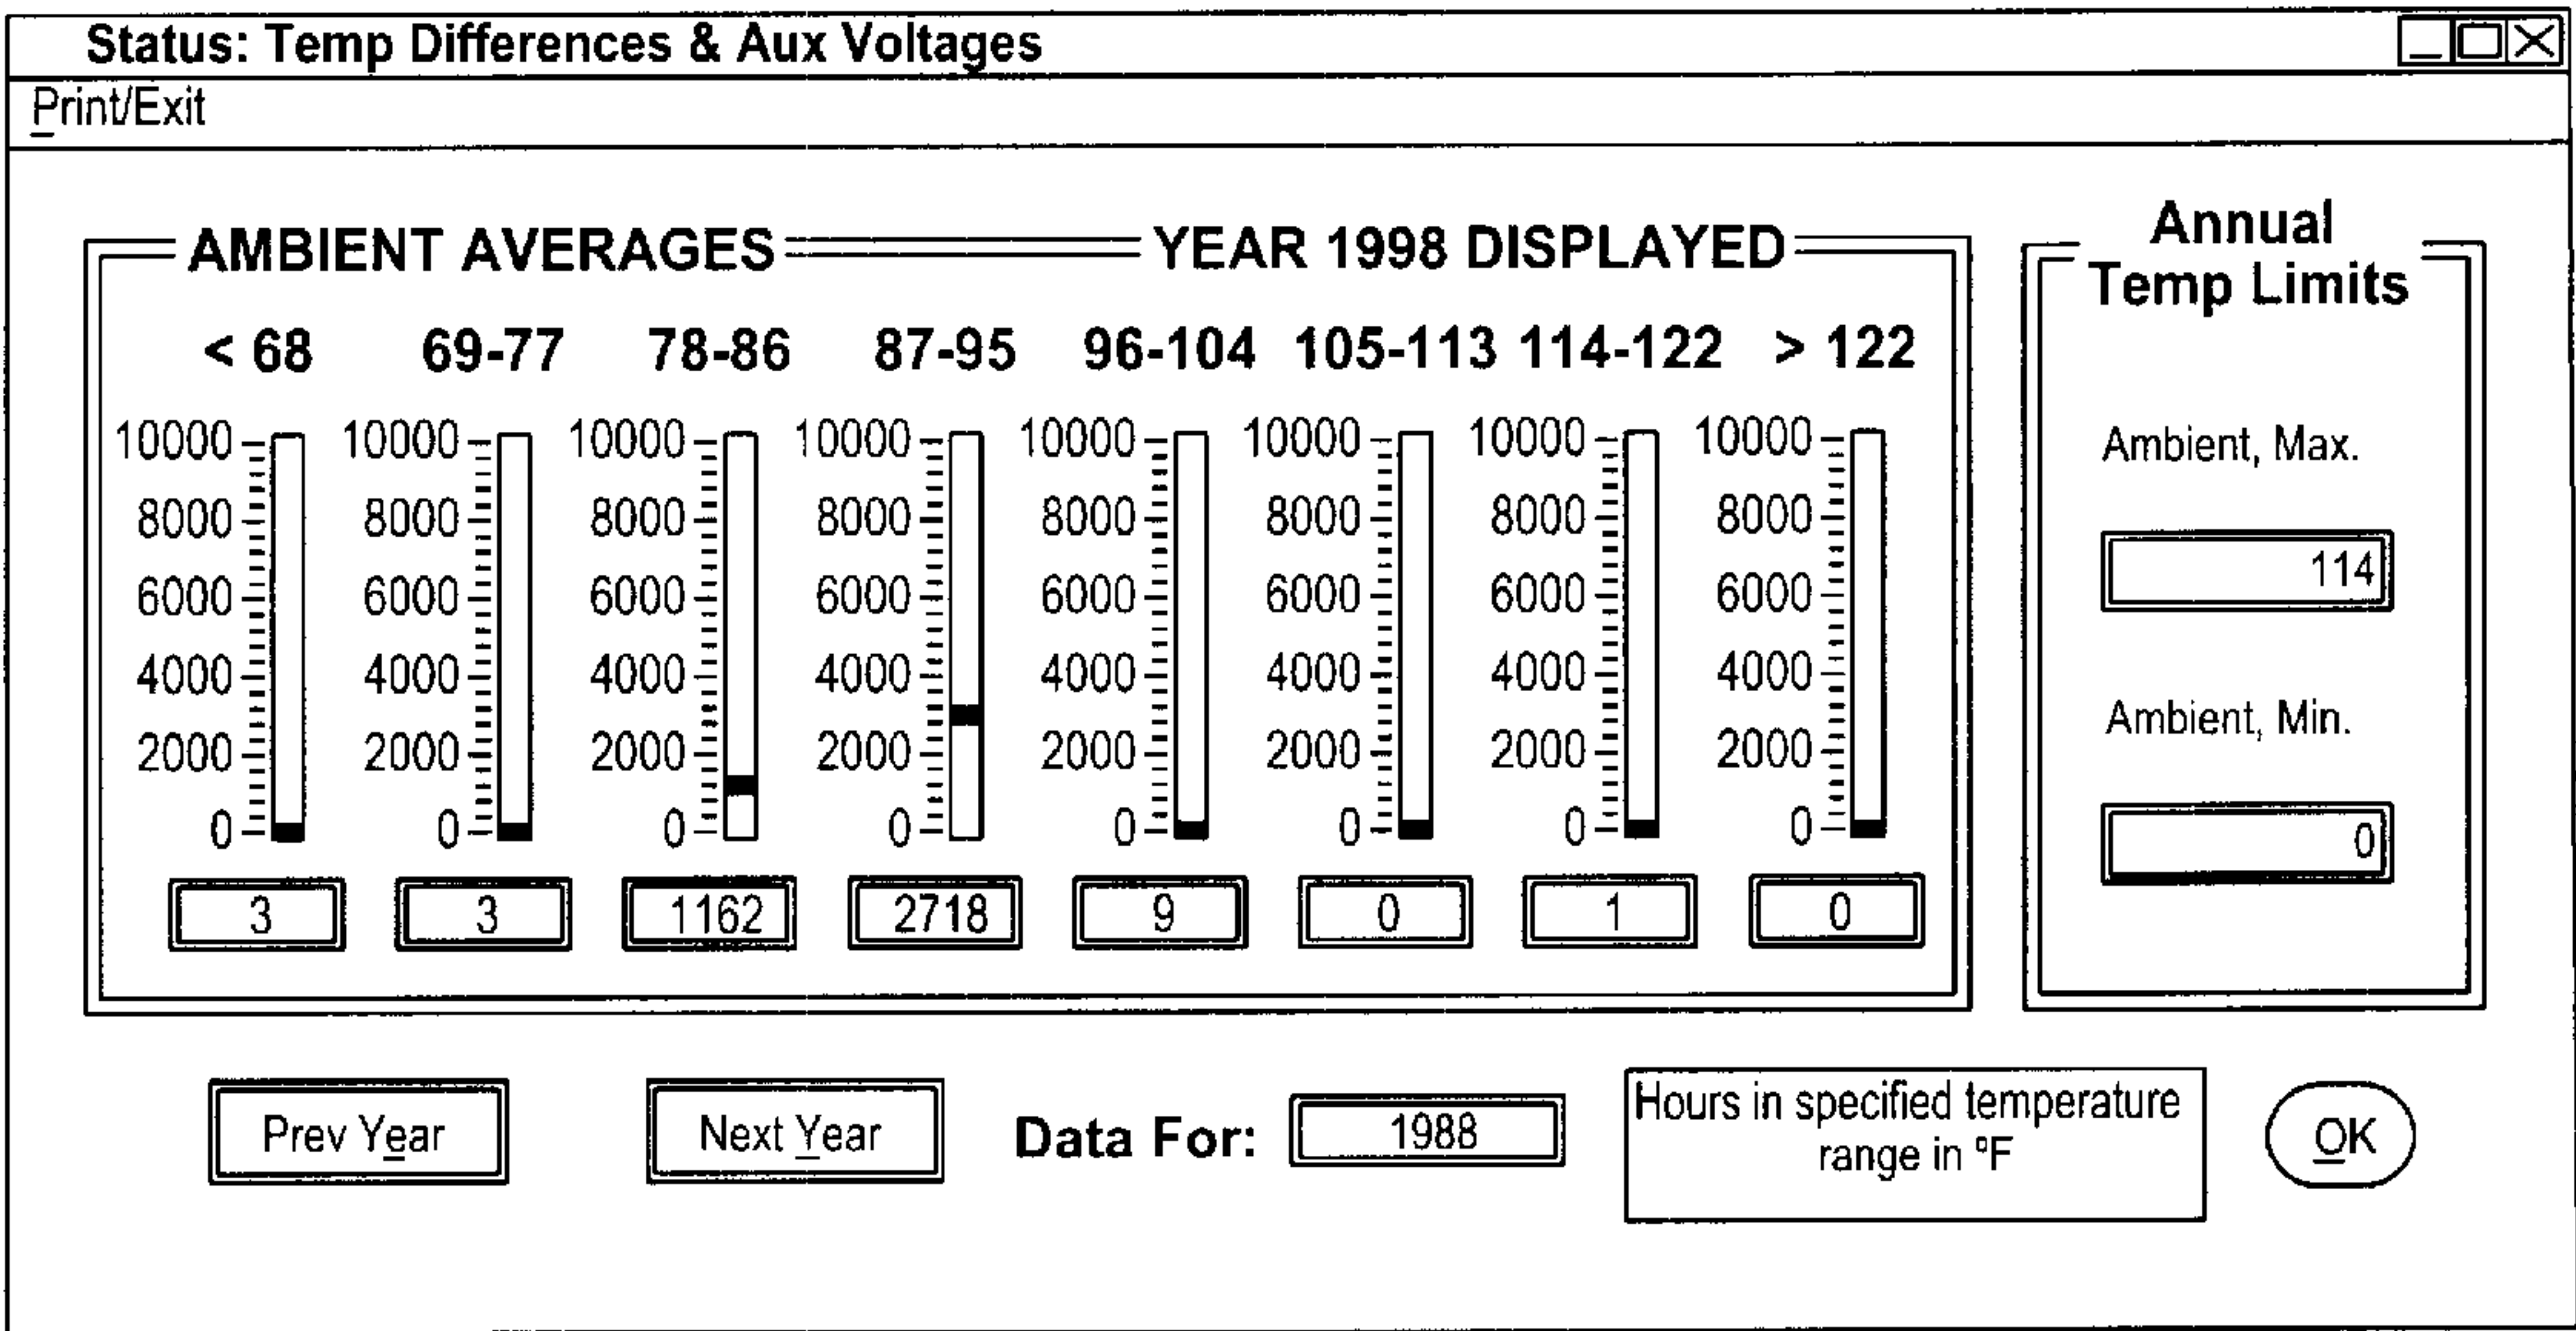 Status: Temp Differences & Aux Voltages
Print/Exit
AMBIENT AVERAGES YEAR 1998 DISPLAYED
< 68 69-77 78-86 87-95 96-104 105-113 114-122 > 122
10000 10000 10000 10000 10000 10000 10000 10000
8000 8000 8000 8000 8000 8000 8000 8000
6000 6000 6000 6000 6000 6000 6000 6000
4000 4000 4000 4000 4000 4000 4000 4000
2000 2000 2000 2000 2000 2000 2000 2000
0 0 0 0 0 0 0 0
3 3 1162 2718 9 0 1 0
Annual
Temp Limits
Ambient, Max.
114
Ambient, Min.
0
Prev Year
Next Year
Data For: 1988
Hours in specified temperature
range in ºF
OK